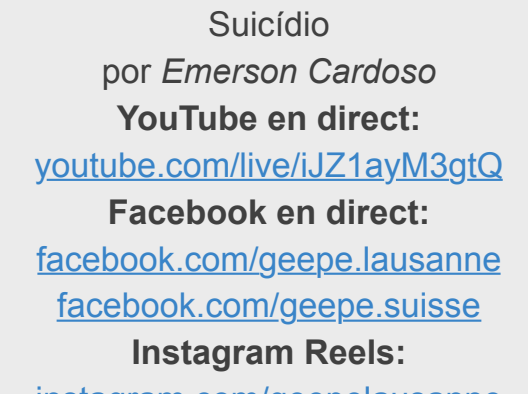 Suicídio
por Emerson Cardoso
YouTube en direct:
youtube.com/live/iJZ1ayM3gtQ
Facebook en direct:
facebook.com/geepe.lausanne
facebook.com/geepe.suisse
Instagram Reels:
instagram.com/geepelausanne